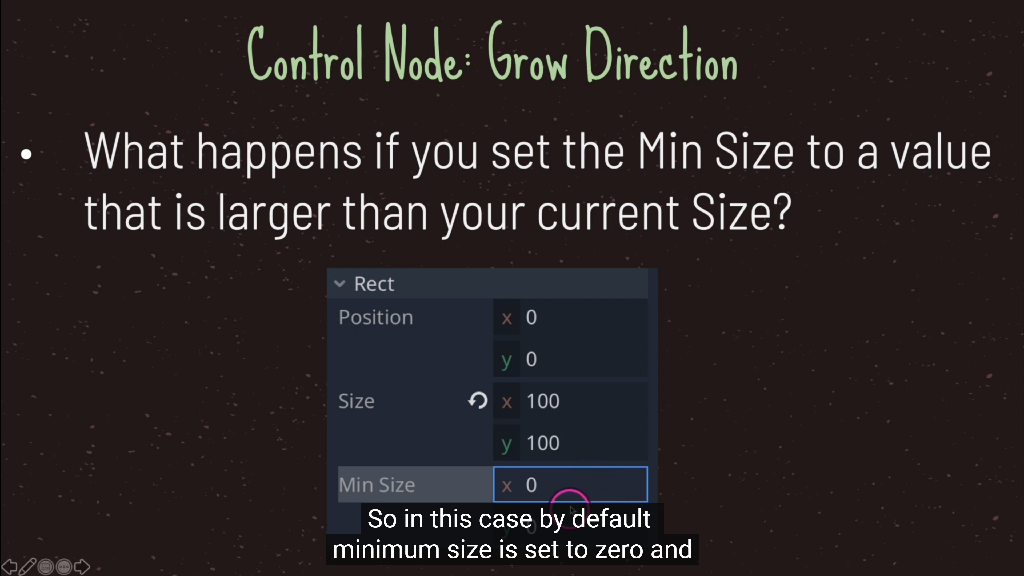 Control Node: Grow Direction
• What happens if you set the Min Size to a value
that is larger than your current Size?
Rect
Position x 0
y 0
Size x 100
y 100
Min Size x 0
So in this case by default
minimum size is set to zero and